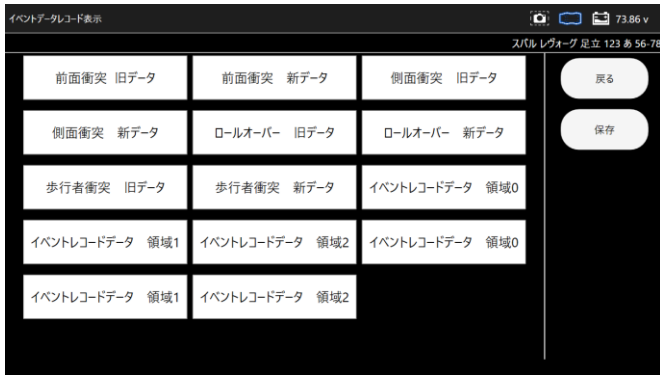 イベントデータレコード表示 73.86 v
スバル レヴォーグ 足立 123 あ 56-78
前面衝突 旧データ 前面衝突 新データ 側面衝突 旧データ 戻る
側面衝突 新データ ロールオーバー 旧データ ロールオーバー 新データ 保存
歩行者衝突 旧データ 歩行者衝突 新データ イベントレコードデータ 領域0
イベントレコードデータ 領域1 イベントレコードデータ 領域2 イベントレコードデータ 領域0
イベントレコードデータ 領域1 イベントレコードデータ 領域2